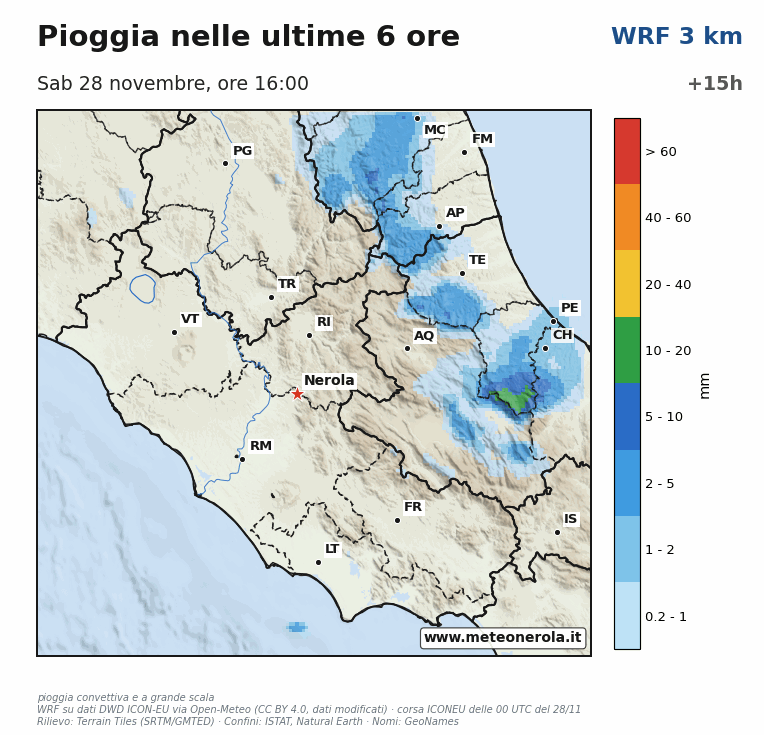 Pioggia nelle ultime 6 ore
WRF 3 km
Sab 28 novembre, ore 16:00
+15h
MC
FM
PG
AP
TE
TR
PE
VT
RI
AQ
CH
Nerola
RM
FR
IS
LT
www.meteonerola.it
> 60
40 - 60
20 - 40
10 - 20
5 - 10
2 - 5
1 - 2
0.2 - 1
mm
pioggia convettiva e a grande scala
WRF su dati DWD ICON-EU via Open-Meteo (CC BY 4.0, dati modificati) · corsa ICONEU delle 00 UTC del 28/11
Rilievo: Terrain Tiles (SRTM/GMTED) · Confini: ISTAT, Natural Earth · Nomi: GeoNames